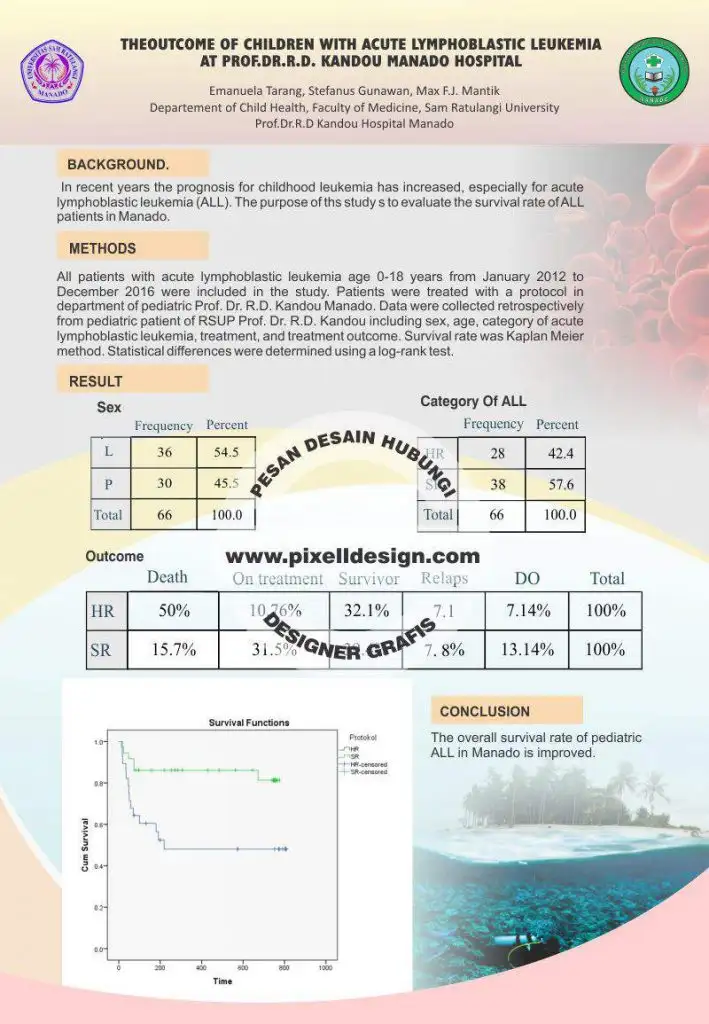 THEOUTCOME OF CHILDREN WITH ACUTE LYMPHOBLASTIC LEUKEMIA
AT PROF.DR.R.D. KANDOU MANADO HOSPITAL
Emanuela Tarang, Stefanus Gunawan, Max F.J. Mantik
Departement of Child Health, Faculty of Medicine, Sam Ratulangi University
Prof.Dr.R.D Kandou Hospital Manado
UNIVERSITAS SAM RATULANGI
MANADO
BACKGROUND.
In recent years the prognosis for childhood leukemia has increased, especially for acute
lymphoblastic leukemia (ALL). The purpose of ths study s to evaluate the survival rate of ALL
patients in Manado.
METHODS
All patients with acute lymphoblastic leukemia age 0-18 years from January 2012 to
December 2016 were included in the study. Patients were treated with a protocol in
department of pediatric Prof. Dr. R.D. Kandou Manado. Data were collected retrospectively
from pediatric patient of RSUP Prof. Dr. R.D. Kandou including sex, age, category of acute
lymphoblastic leukemia, treatment, and treatment outcome. Survival rate was Kaplan Meier
method. Statistical differences were determined using a log-rank test.
RESULT
Sex
Frequency Percent
L 36 54.5
P 30 45.5
Total 66 100.0
Category Of ALL
Frequency Percent
HR 28 42.4
SR 38 57.6
Total 66 100.0
PESAN DESAIN HUBUNGI
www.pixelldesign.com
DESIGNER GRAFIS
Outcome
Death On treatment Survivor Relaps DO Total
HR 50% 10.76% 32.1% 7.1 7.14% 100%
SR 15.7% 31.5% 7. 8% 13.14% 100%
Survival Functions
Protokol
HR
SR
HR-censored
SR-censored
Cum Survival
1.0
0.8
0.6
0.4
0.2
0.0
0 200 400 600 800 1000
Time
CONCLUSION
The overall survival rate of pediatric
ALL in Manado is improved.